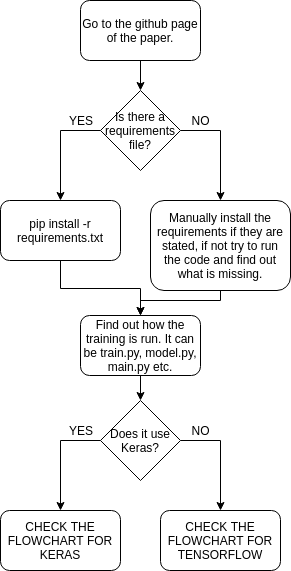 Go to the github page
of the paper.
Is there a
requirements
file?
YES
NO
pip install -r
requirements.txt
Manually install the
requirements if they are
stated, if not try to run
the code and find out
what is missing.
Find out how the
training is run. It can
be train.py, model.py,
main.py etc.
Does it use
Keras?
YES
NO
CHECK THE
FLOWCHART FOR
KERAS
CHECK THE
FLOWCHART FOR
TENSORFLOW